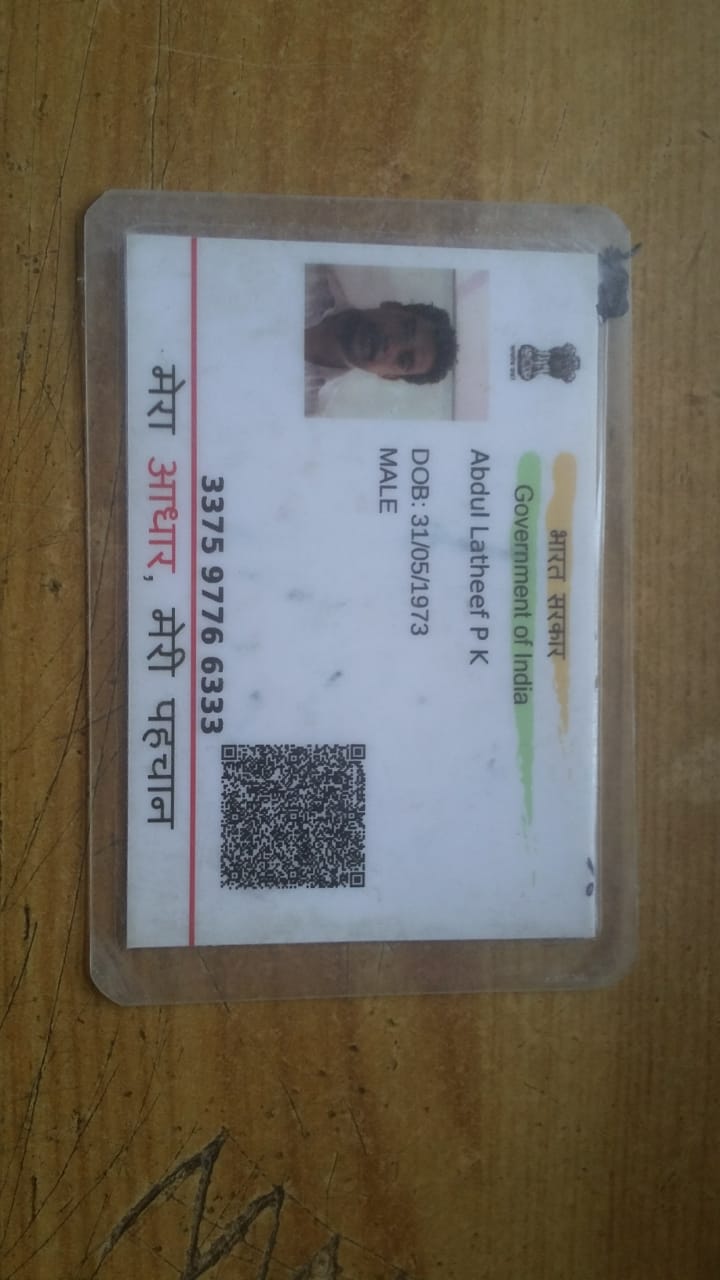 भारत सरकार
Government of India
Abdul Latheef P K
DOB: 31/05/1973
MALE
3375 9776 6333
मेरा आधार, मेरी पहचान